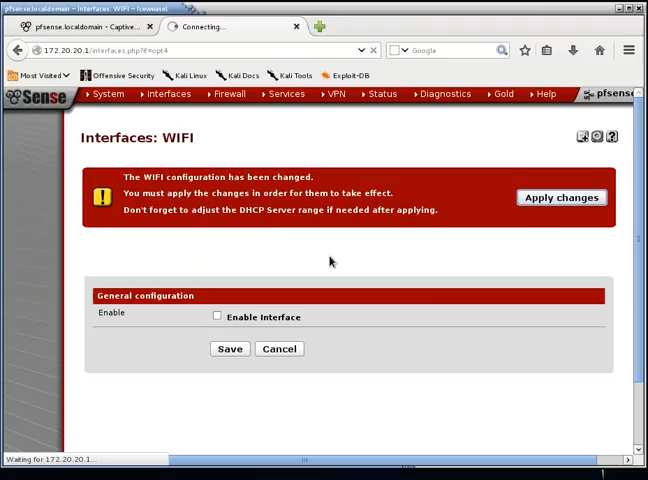 pfsense.localdomain - Interfaces: WIFI - Iceweasel
pfsense.localdomain - Captive...
Connecting...
172.20.20.1/interfaces.php?if=opt4
Google
Most Visited
Offensive Security
Kali Linux
Kali Docs
Kali Tools
Exploit-DB
Sense
System
Interfaces
Firewall
Services
VPN
Status
Diagnostics
Gold
Help
pfsens
Interfaces: WIFI
The WIFI configuration has been changed.
You must apply the changes in order for them to take effect.
Don't forget to adjust the DHCP Server range if needed after applying.
Apply changes
General configuration
Enable
Enable Interface
Save
Cancel
Waiting for 172.20.20.1...